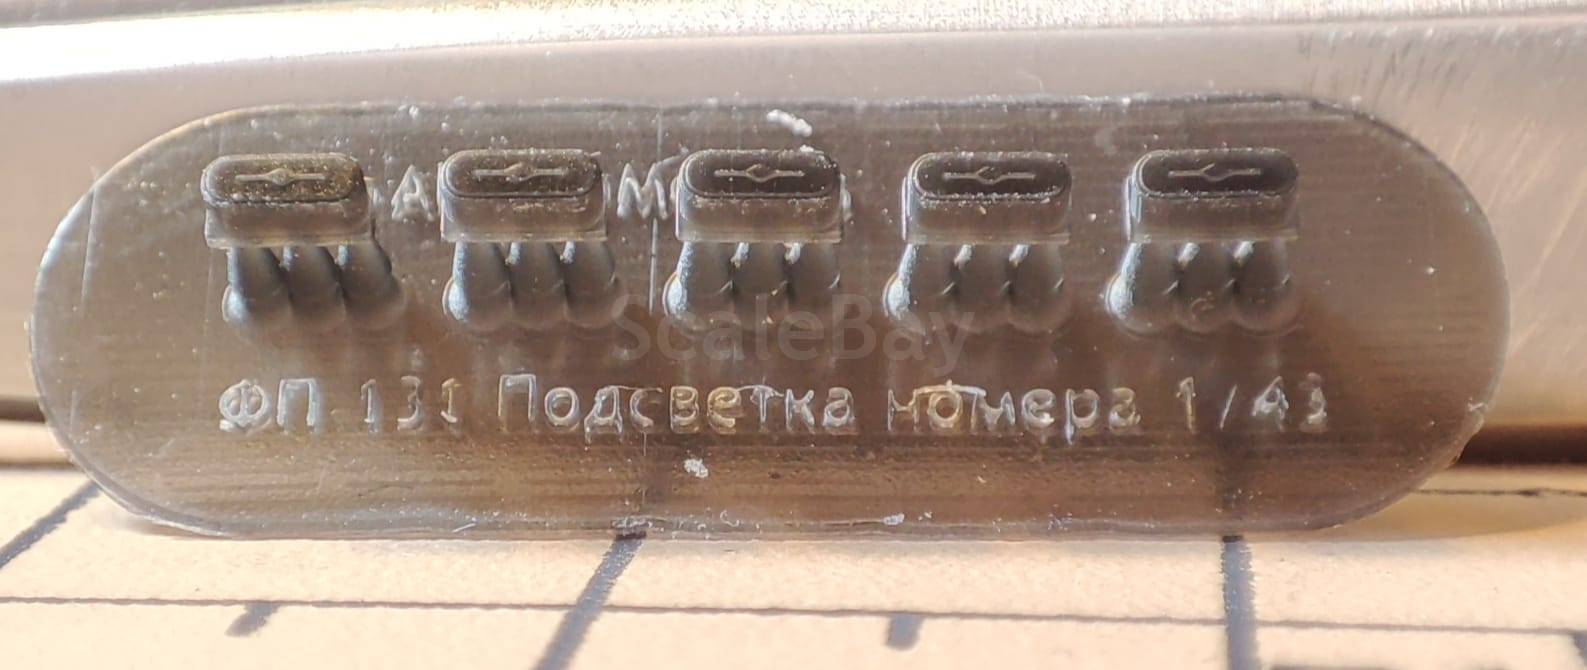 ScaleBay
ФП 131 Подсветка номера 1/43